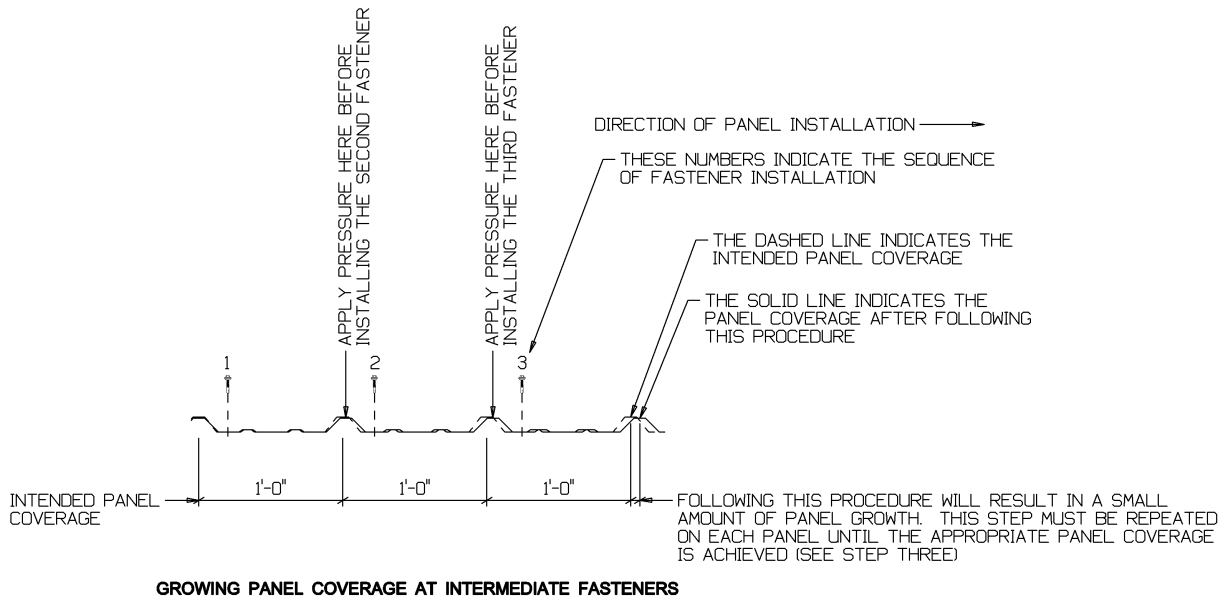 APPLY PRESSURE HERE BEFORE
INSTALLING THE SECOND FASTENER
APPLY PRESSURE HERE BEFORE
INSTALLING THE THIRD FASTENER
DIRECTION OF PANEL INSTALLATION
THESE NUMBERS INDICATE THE SEQUENCE
OF FASTENER INSTALLATION
THE DASHED LINE INDICATES THE
INTENDED PANEL COVERAGE
THE SOLID LINE INDICATES THE
PANEL COVERAGE AFTER FOLLOWING
THIS PROCEDURE
1
2
3
1'-0"
1'-0"
1'-0"
INTENDED PANEL
COVERAGE
FOLLOWING THIS PROCEDURE WILL RESULT IN A SMALL
AMOUNT OF PANEL GROWTH. THIS STEP MUST BE REPEATED
ON EACH PANEL UNTIL THE APPROPRIATE PANEL COVERAGE
IS ACHIEVED (SEE STEP THREE)
GROWING PANEL COVERAGE AT INTERMEDIATE FASTENERS